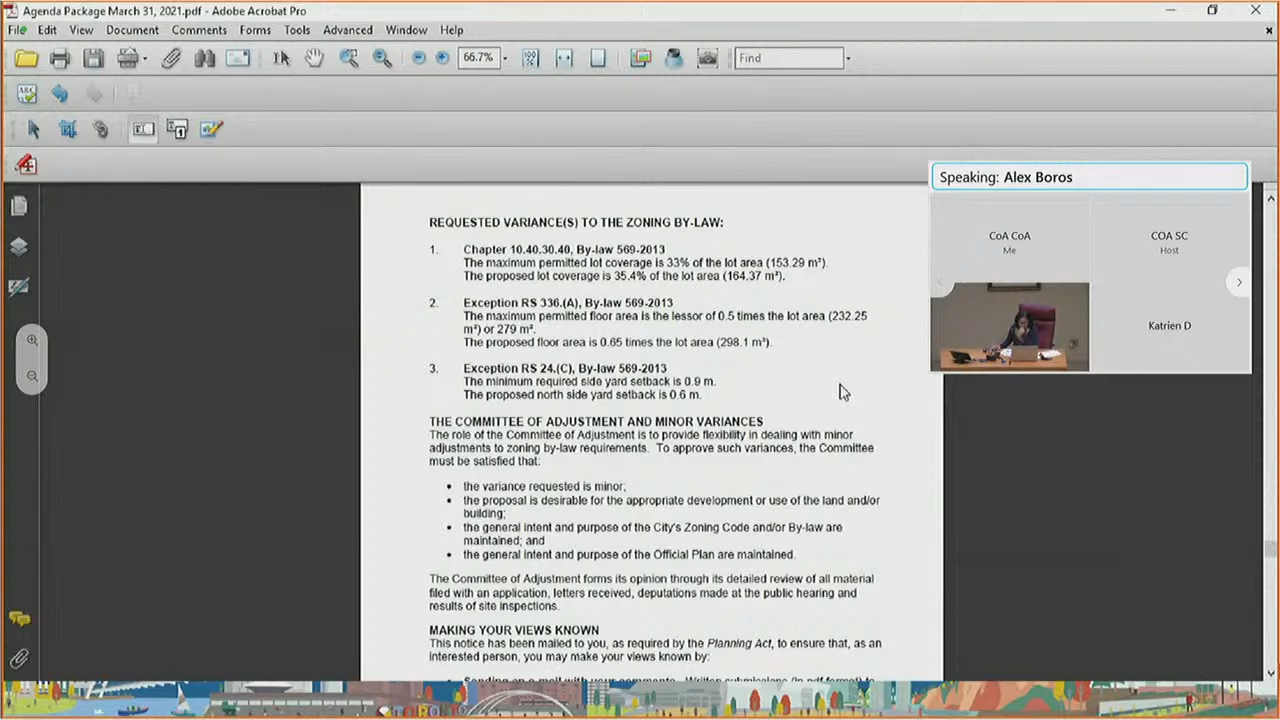 Agenda Package March 31, 2021.pdf - Adobe Acrobat Pro
File Edit View Document Comments Forms Tools Advanced Window Help
66.7% Find
Speaking: Alex Boros
CoA CoA
Me
COA SC
Host
Katrien D
REQUESTED VARIANCE(S) TO THE ZONING BY-LAW:
1. Chapter 10.40.30.40, By-law 569-2013
The maximum permitted lot coverage is 33% of the lot area (153.29 m²).
The proposed lot coverage is 35.4% of the lot area (164.37 m²).
2. Exception RS 336.(A), By-law 569-2013
The maximum permitted floor area is the lessor of 0.5 times the lot area (232.25
m²) or 279 m².
The proposed floor area is 0.65 times the lot area (298.1 m²).
3. Exception RS 24.(C), By-law 569-2013
The minimum required side yard setback is 0.9 m.
The proposed north side yard setback is 0.6 m.
THE COMMITTEE OF ADJUSTMENT AND MINOR VARIANCES
The role of the Committee of Adjustment is to provide flexibility in dealing with minor
adjustments to zoning by-law requirements. To approve such variances, the Committee
must be satisfied that:
• the variance requested is minor;
• the proposal is desirable for the appropriate development or use of the land and/or
building;
• the general intent and purpose of the City's Zoning Code and/or By-law are
maintained; and
• the general intent and purpose of the Official Plan are maintained.
The Committee of Adjustment forms its opinion through its detailed review of all material
filed with an application, letters received, deputations made at the public hearing and
results of site inspections.
MAKING YOUR VIEWS KNOWN
This notice has been mailed to you, as required by the Planning Act, to ensure that, as an
interested person, you may make your views known by:
• Sending an e-mail with your comments. Written submissions (in pdf format) to
TORONTO